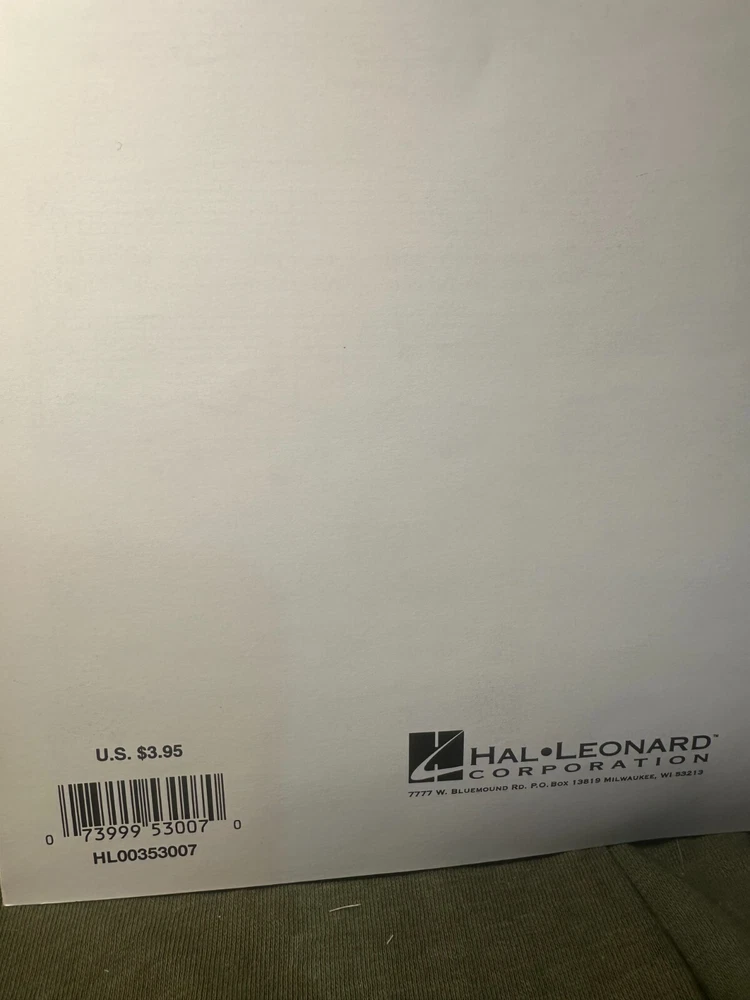 U.S. $3.95
0 73999 53007 0
HL00353007
HAL•LEONARD™
CORPORATION
7777 W. BLUEMOUND RD. P.O. BOX 13819 MILWAUKEE, WI 53213